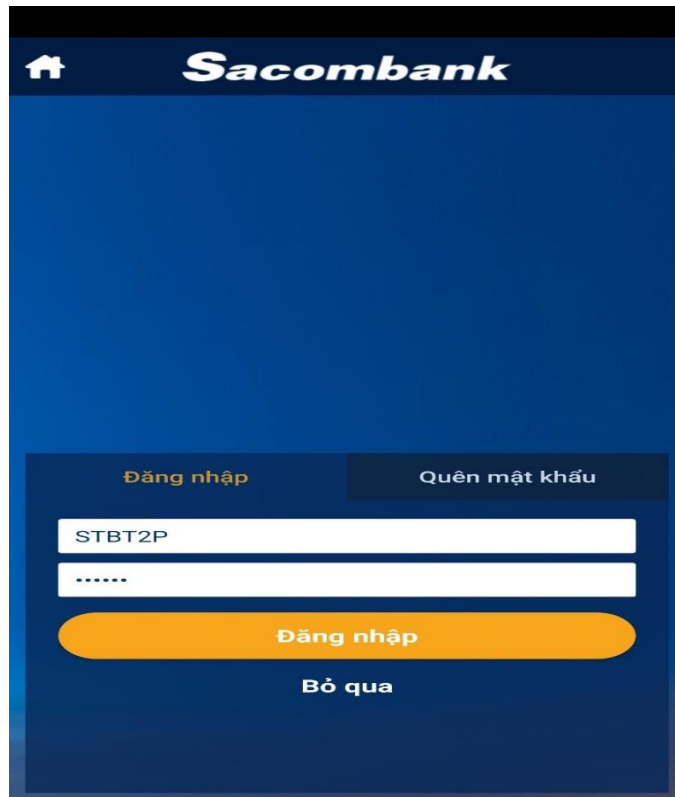 Sacombank
Đăng nhập
Quên mật khẩu
STBT2P
••••••
Đăng nhập
Bỏ qua